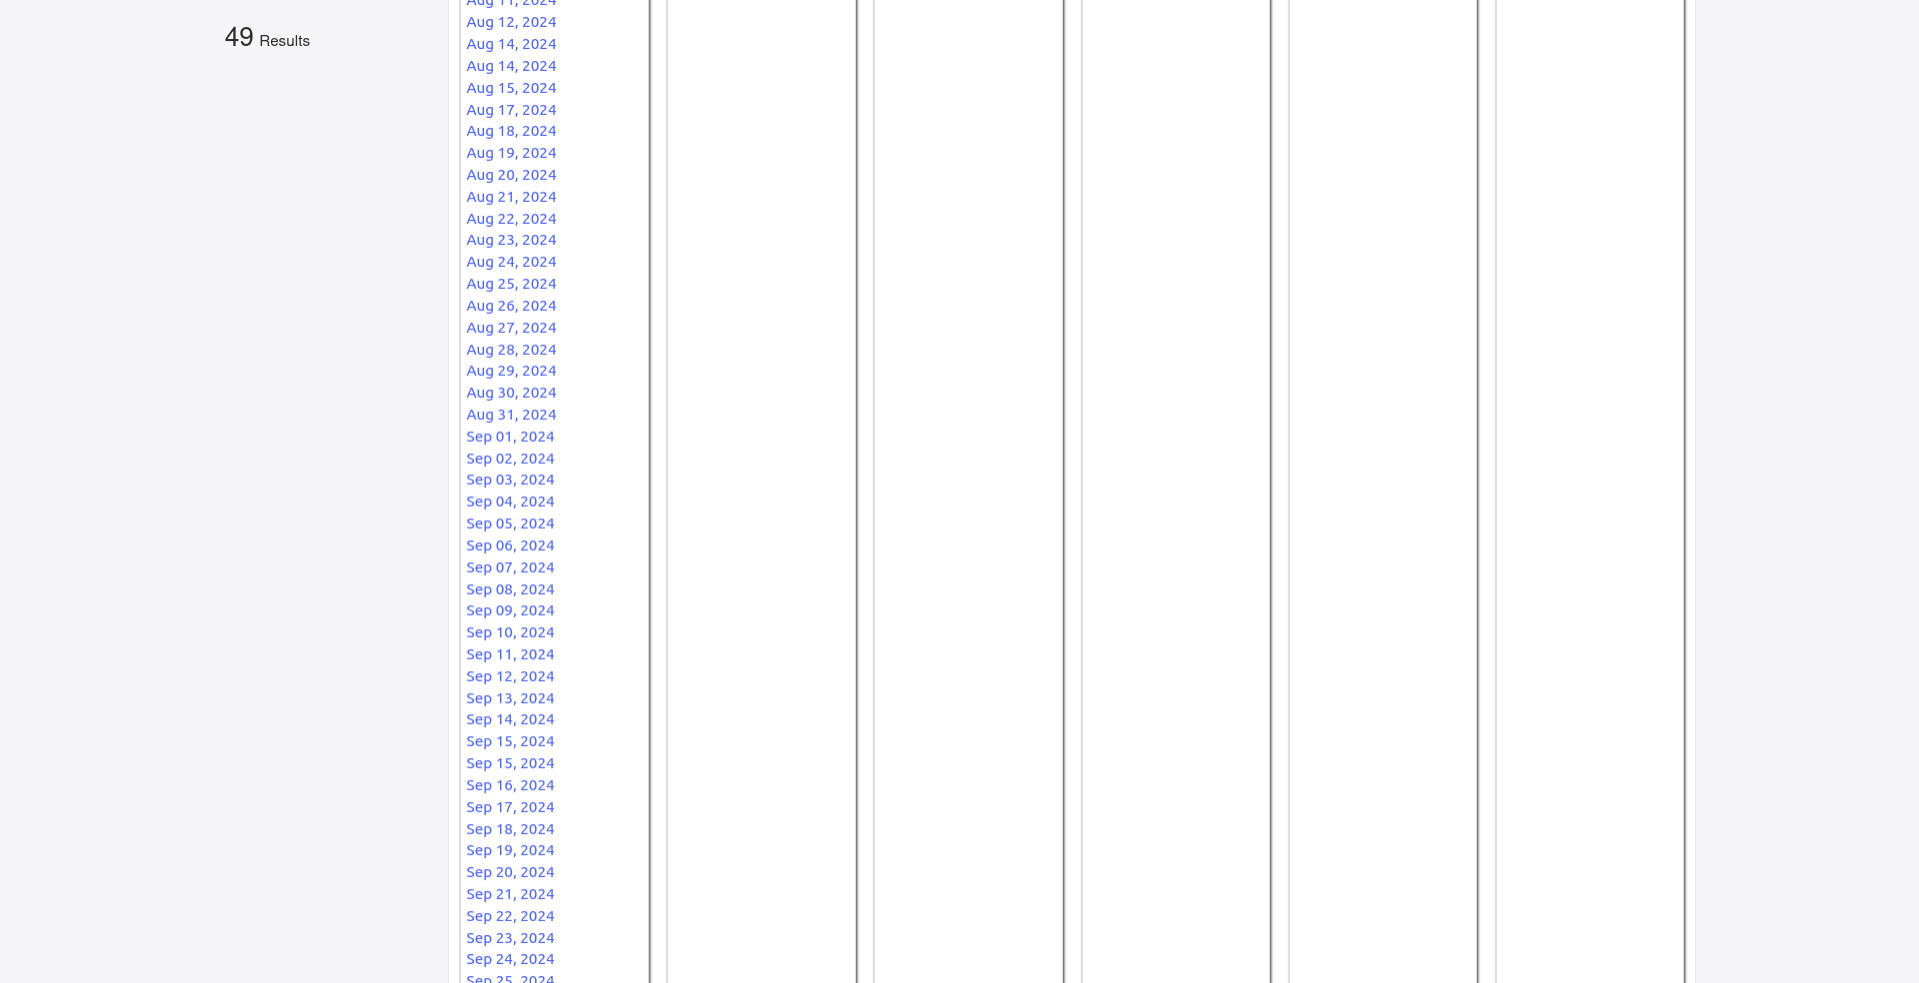 49 Results
Aug 11, 2024
Aug 12, 2024
Aug 14, 2024
Aug 14, 2024
Aug 15, 2024
Aug 17, 2024
Aug 18, 2024
Aug 19, 2024
Aug 20, 2024
Aug 21, 2024
Aug 22, 2024
Aug 23, 2024
Aug 24, 2024
Aug 25, 2024
Aug 26, 2024
Aug 27, 2024
Aug 28, 2024
Aug 29, 2024
Aug 30, 2024
Aug 31, 2024
Sep 01, 2024
Sep 02, 2024
Sep 03, 2024
Sep 04, 2024
Sep 05, 2024
Sep 06, 2024
Sep 07, 2024
Sep 08, 2024
Sep 09, 2024
Sep 10, 2024
Sep 11, 2024
Sep 12, 2024
Sep 13, 2024
Sep 14, 2024
Sep 15, 2024
Sep 15, 2024
Sep 16, 2024
Sep 17, 2024
Sep 18, 2024
Sep 19, 2024
Sep 20, 2024
Sep 21, 2024
Sep 22, 2024
Sep 23, 2024
Sep 24, 2024
Sep 25, 2024